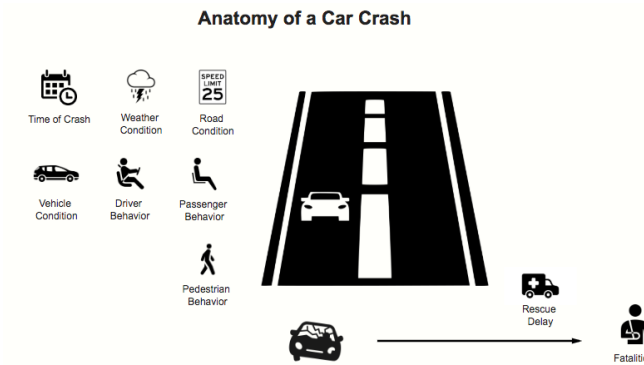 Anatomy of a Car Crash
SPEED
LIMIT
25
Time of Crash
Weather
Condition
Road
Condition
Vehicle
Condition
Driver
Behavior
Passenger
Behavior
Pedestrian
Behavior
Rescue
Delay
Fataliti